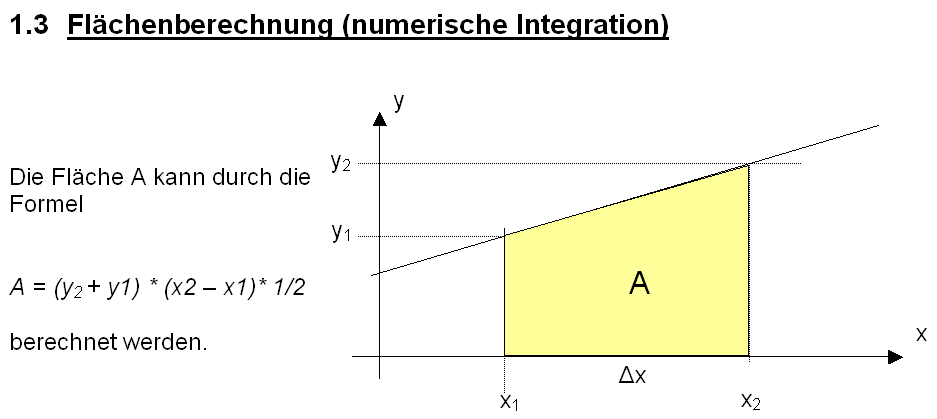 1.3 Flächenberechnung (numerische Integration)
y
y₂
Die Fläche A kann durch die
Formel
y₁
A = (y₂ + y1) * (x2 – x1)* 1/2
A
berechnet werden.
x
Δx
x₁
x₂